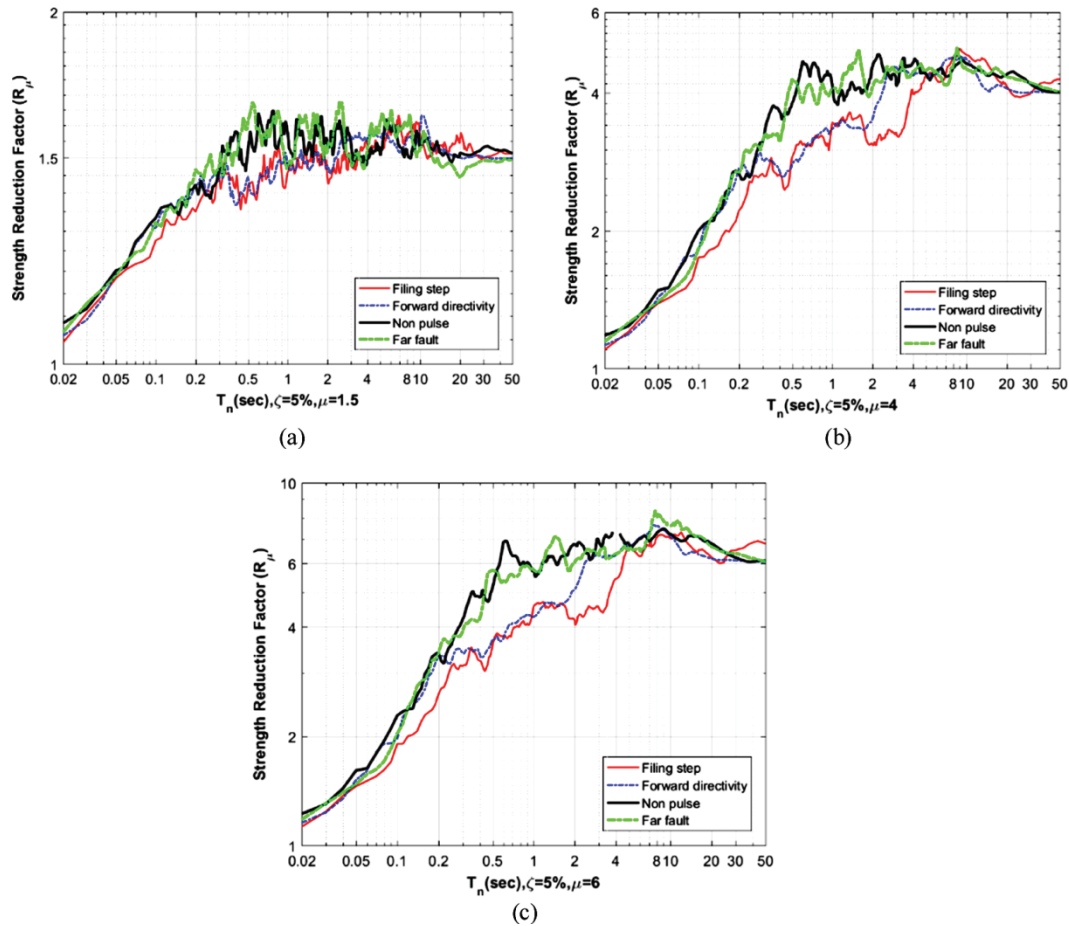 2
1.5
1
Strength Reduction Factor (Rμ)
Filing step
Forward directivity
Non pulse
Far fault
0.02 0.05 0.1 0.2 0.5 1 2 4 8 10 20 30 50
Tn(sec),ζ=5%,μ=1.5
(a)
6
4
2
1
Strength Reduction Factor (Rμ)
Filing step
Forward directivity
Non pulse
Far fault
0.02 0.05 0.1 0.2 0.5 1 2 4 8 10 20 30 50
Tn(sec),ζ=5%,μ=4
(b)
10
6
4
2
1
Strength Reduction Factor (Rμ)
Filing step
Forward directivity
Non pulse
Far fault
0.02 0.05 0.1 0.2 0.5 1 2 4 8 10 20 30 50
Tn(sec),ζ=5%,μ=6
(c)